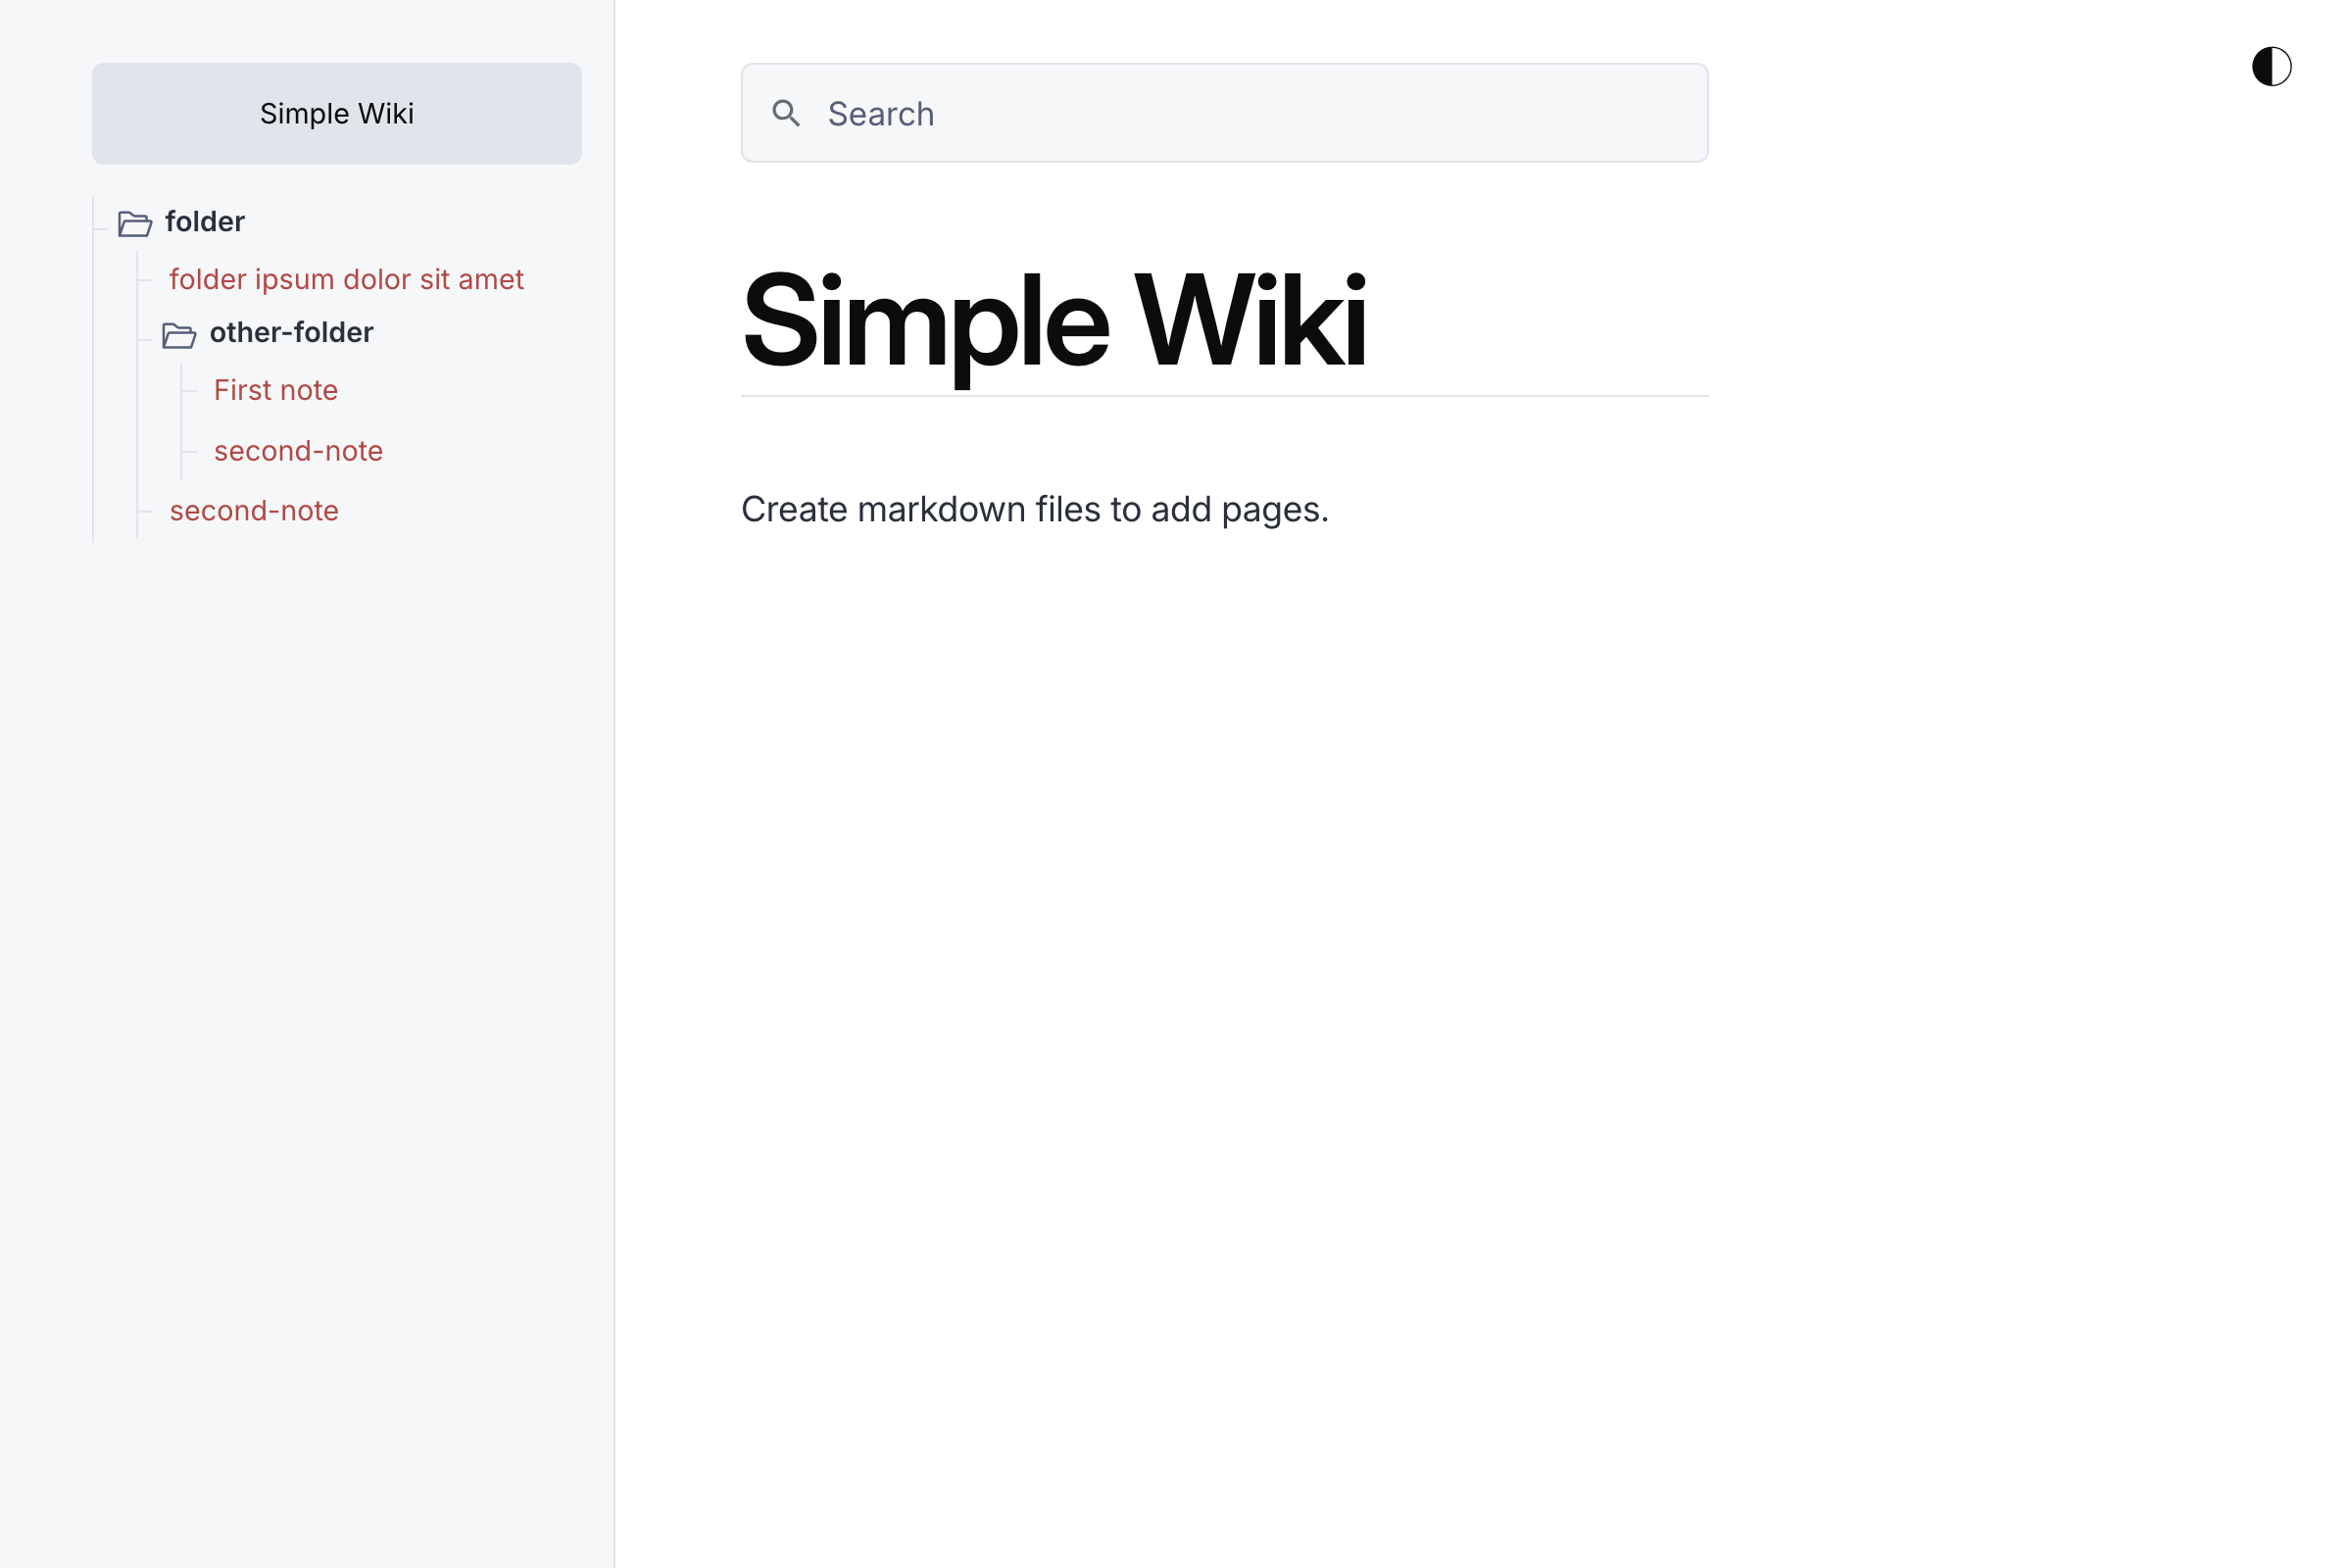 Simple Wiki
folder
folder ipsum dolor sit amet
other-folder
First note
second-note
second-note
Search
Simple Wiki
Create markdown files to add pages.